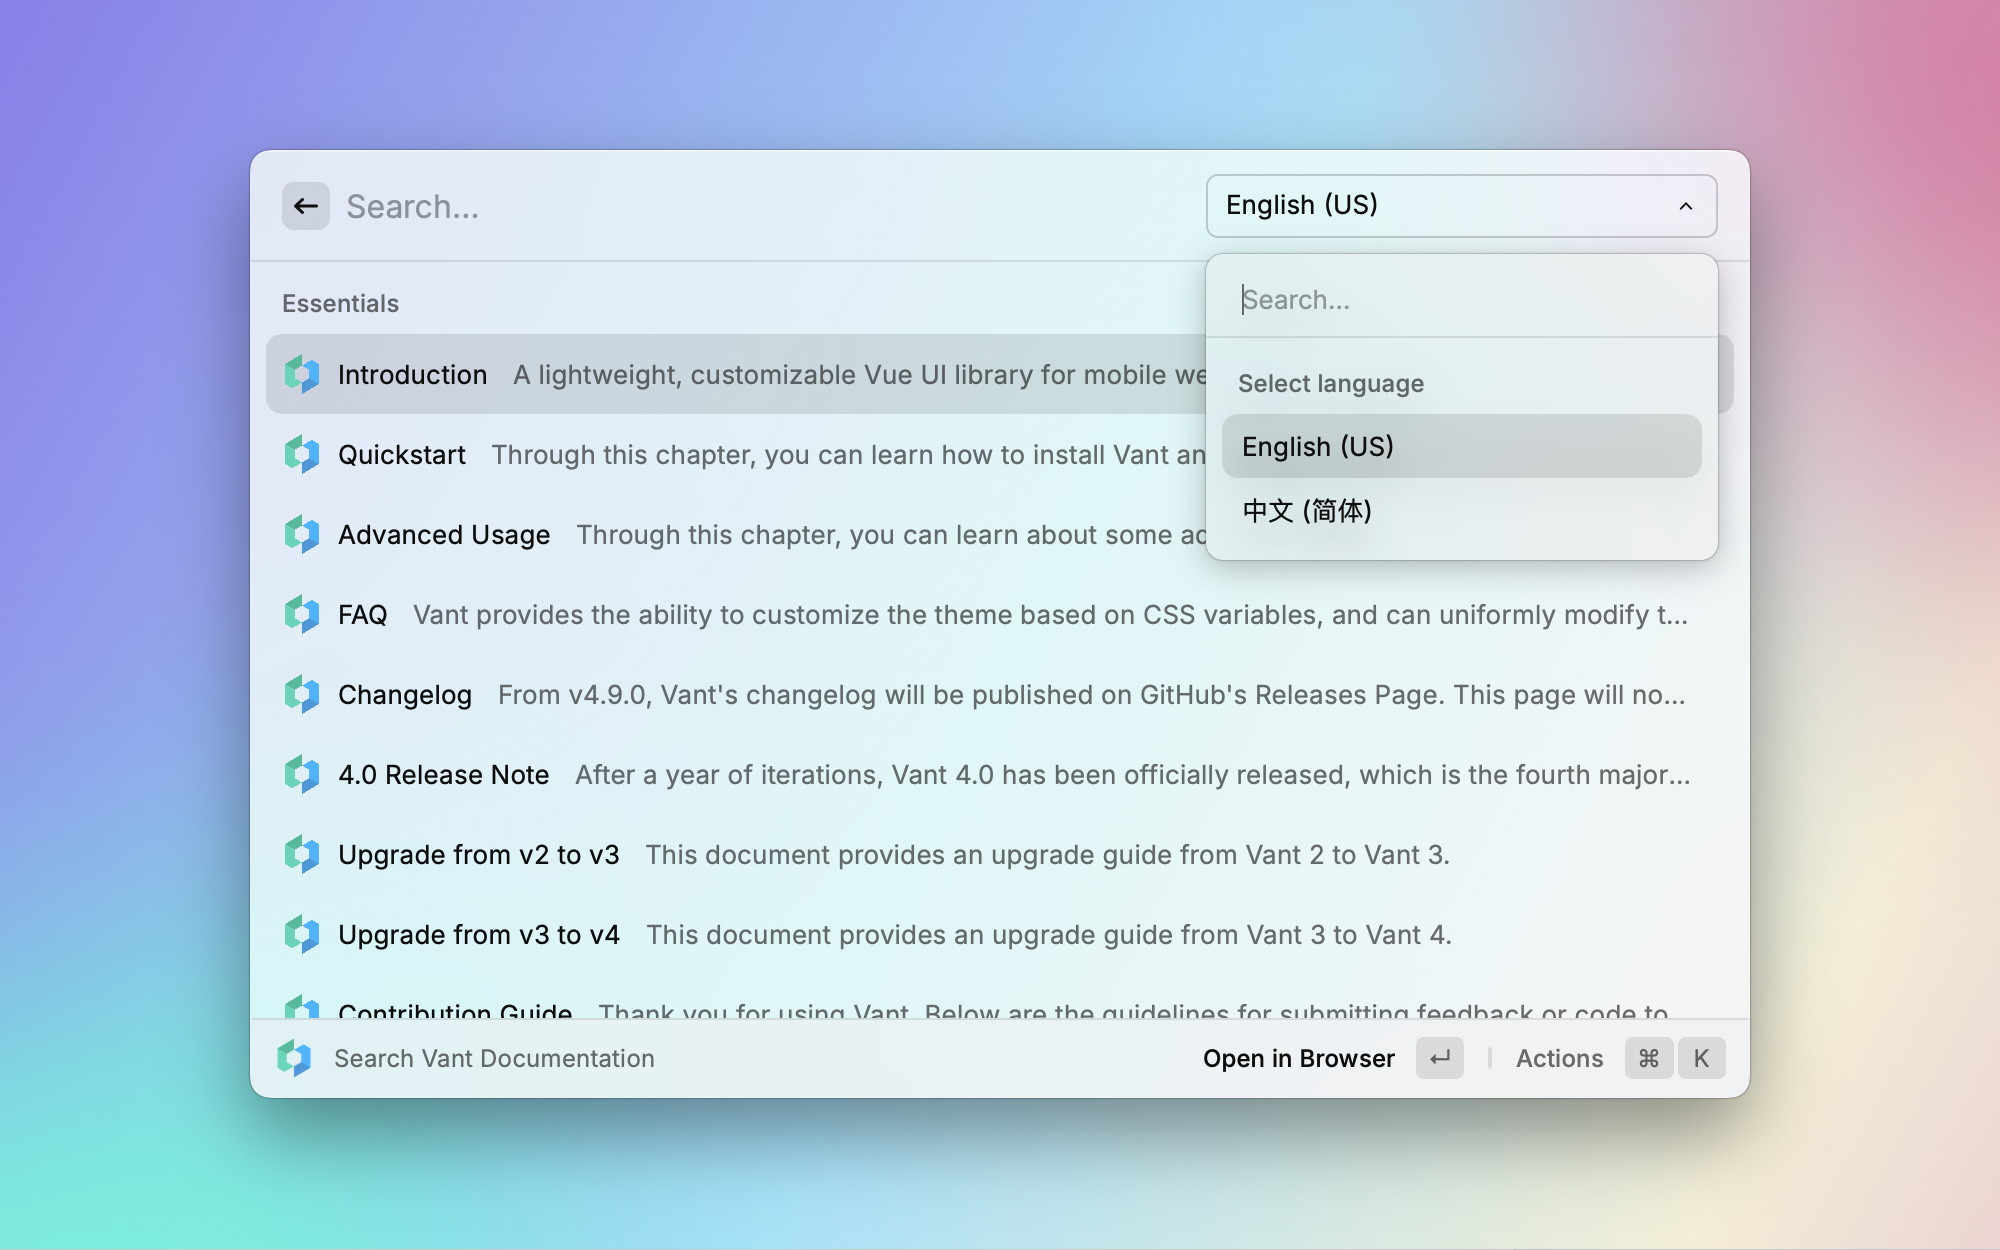 Search...
English (US)
Search...
Select language
English (US)
中文 (简体)
Essentials
Introduction A lightweight, customizable Vue UI library for mobile we
Quickstart Through this chapter, you can learn how to install Vant an
Advanced Usage Through this chapter, you can learn about some
FAQ Vant provides the ability to customize the theme based on CSS variables, and can uniformly modify t...
Changelog From v4.9.0, Vant's changelog will be published on GitHub's Releases Page. This page will no...
4.0 Release Note After a year of iterations, Vant 4.0 has been officially released, which is the fourth major...
Upgrade from v2 to v3 This document provides an upgrade guide from Vant 2 to Vant 3.
Upgrade from v3 to v4 This document provides an upgrade guide from Vant 3 to Vant 4.
Contribution Guide Thank you for using Vant. Below are the guidelines for submitting feedback or code to
Search Vant Documentation
Open in Browser ↵ Actions ⌘ K